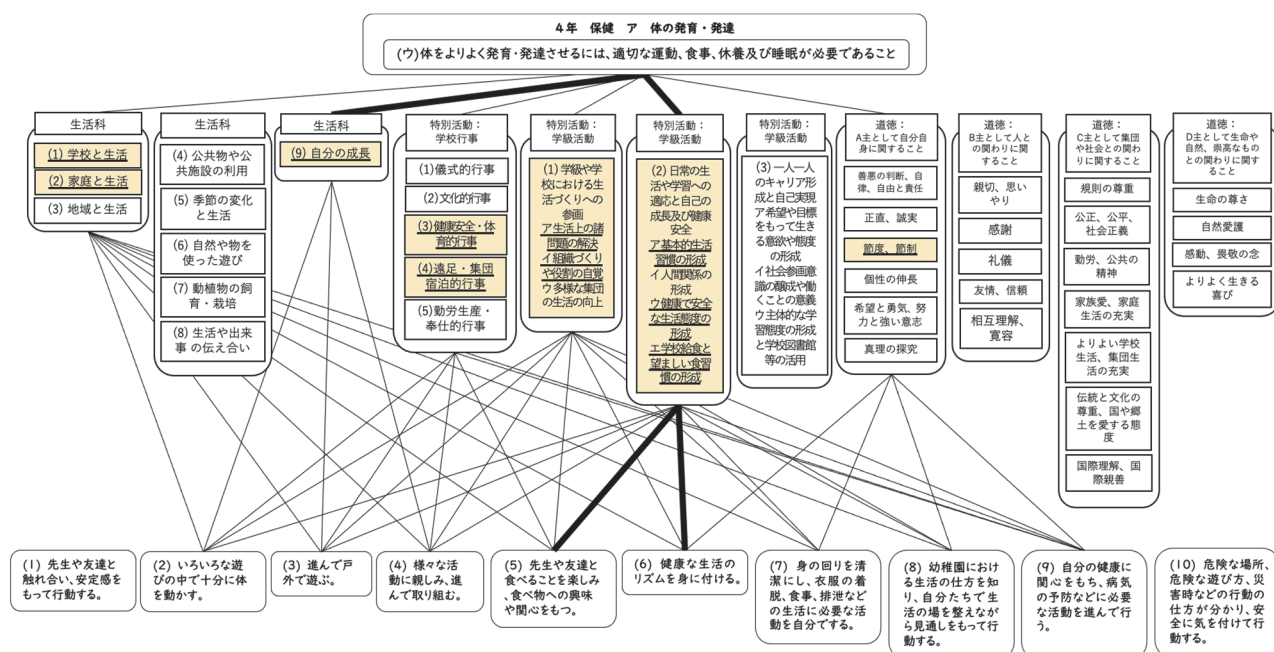 4年 保健 ア 体の発育・発達
(ウ)体をよりよく発育・発達させるには、適切な運動、食事、休養及び睡眠が必要であること
生活科
(1) 学校と生活
(2) 家庭と生活
(3) 地域と生活
生活科
(4) 公共物や公
共施設の利用
(5) 季節の変化
と生活
(6) 自然や物を
使った遊び
(7) 動植物の飼
育・栽培
(8) 生活や出来
事 の伝え合い
生活科
(9) 自分の成長
特別活動：
学校行事
(1)儀式的行事
(2)文化的行事
(3)健康安全・体
育的行事
(4)遠足・集団
宿泊的行事
(5)勤労生産・
奉仕的行事
特別活動：
学級活動
(1) 学級や学
校における生
活づくりへの
参画
ア生活上の諸
問題の解決
イ組織づくり
や役割の自覚
ウ多様な集団
の生活の向上
特別活動：
学級活動
(2) 日常の生
活や学習への
適応と自己の
成長及び健康
安全
ア基本的生活
習慣の形成
イ人間関係の
形成
ウ健康で安全
な生活態度の
形成
エ学校給食と
望ましい食習
慣の形成
特別活動：
学級活動
(3) 一人一人
のキャリア形
成と自己実現
ア希望や目標
をもって生き
る意欲や態度
の形成
イ社会参画意
識の醸成や働
くことの意義
ウ主体的な学
習態度の形成
と学校図書館
等の活用
道徳：
A主として自分自
身に関すること
善悪の判断、自
律、自由と責任
正直、誠実
節度、節制
個性の伸長
希望と勇気、努
力と強い意志
真理の探究
道徳：
B主として人と
の関わりに関
すること
親切、思い
やり
感謝
礼儀
友情、信頼
相互理解、
寛容
道徳：
C主として集団
や社会との関わ
りに関すること
規則の尊重
公正、公平、
社会正義
勤労、公共の
精神
家族愛、家庭
生活の充実
よりよい学校
生活、集団生
活の充実
伝統と文化の
尊重、国や郷
土を愛する態
度
国際理解、国
際親善
道徳：
D主として生命や
自然、崇高なもの
との関わりに関す
ること
生命の尊さ
自然愛護
感動、畏敬の念
よりよく生きる
喜び
(1) 先生や友達と
触れ合い、安定感を
もって行動する。
(2) いろいろな遊
びの中で十分に体
を動かす。
(3) 進んで戸
外で遊ぶ。
(4) 様々な活
動に親しみ、進
んで取り組む。
(5) 先生や友達と
食べることを楽しみ
、食べ物への興味
や関心をもつ。
(6) 健康な生活の
リズムを身に付ける。
(7) 身の回りを清
潔にし、衣服の着
脱、食事、排泄など
の生活に必要な活
動を自分でする。
(8) 幼稚園におけ
る生活の仕方を知
り、自分たちで生
活の場を整えなが
ら見通しをもって行
動する。
(9) 自分の健康に
関心をもち、病気
の予防などに必要
な活動を進んで行
う。
(10) 危険な場所、
危険な遊び方、災
害時などの行動の
仕方が分かり、安
全に気を付けて行
動する。